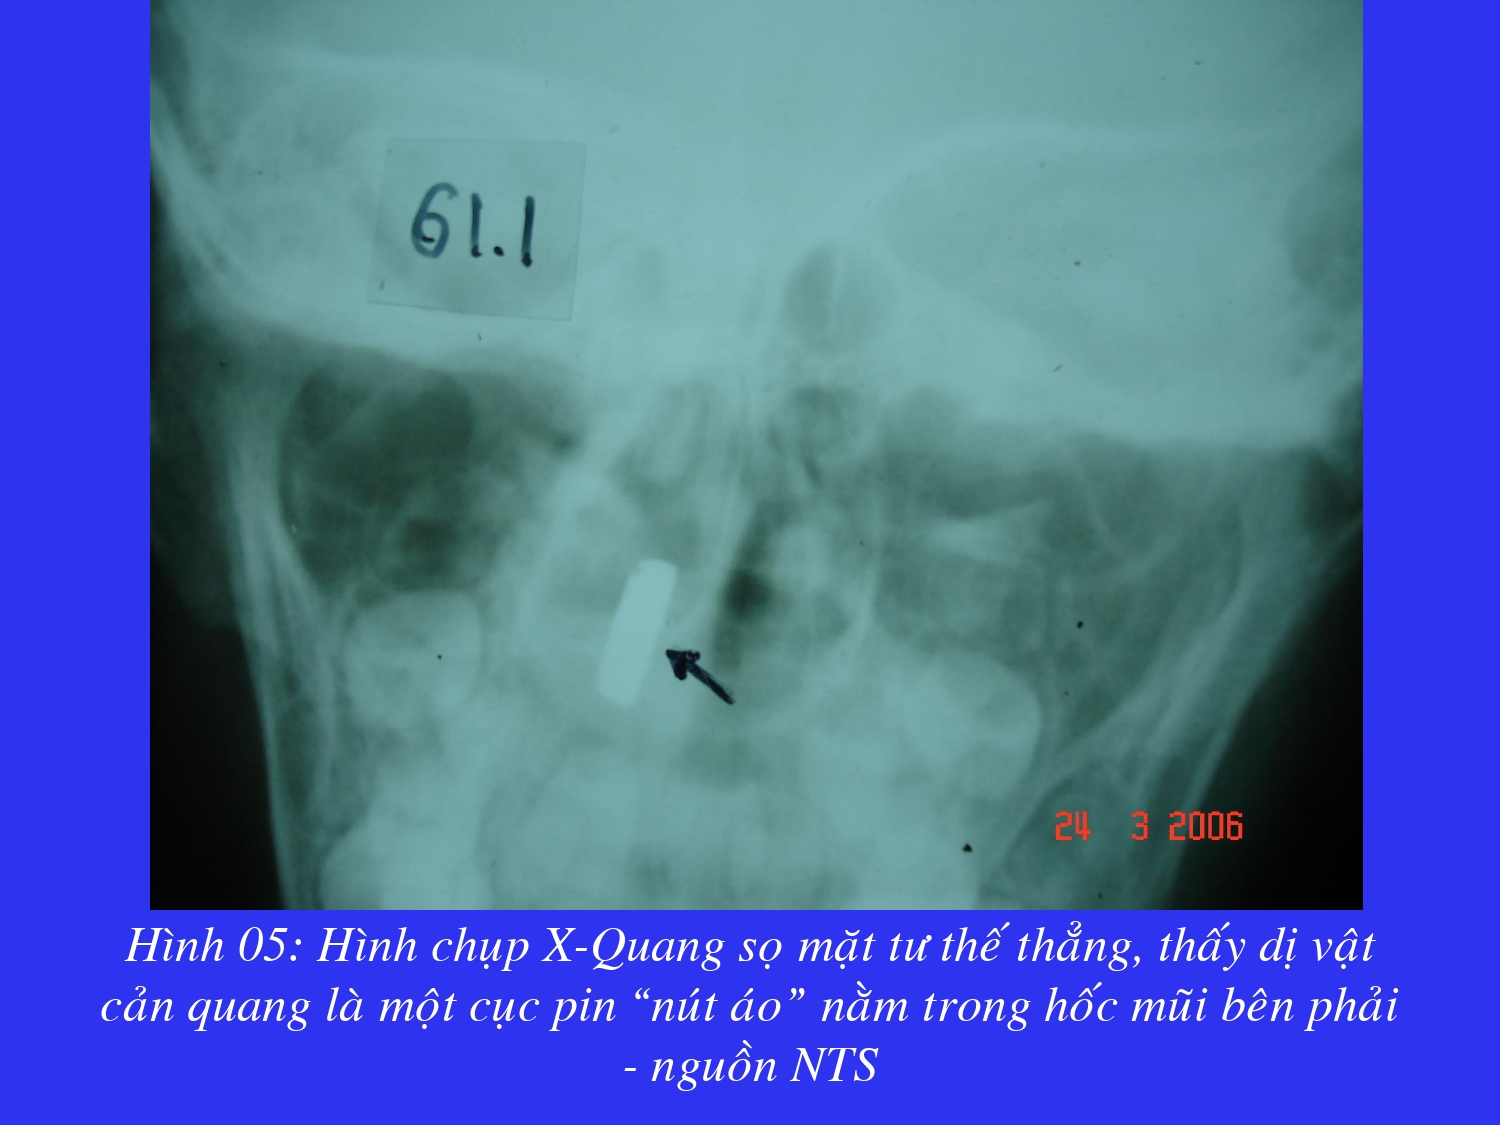 61.1
24 3 2006
Hình 05: Hình chụp X-Quang sọ mặt tư thế thẳng, thấy dị vật
cản quang là một cục pin “nút áo” nằm trong hốc mũi bên phải
- nguồn NTS